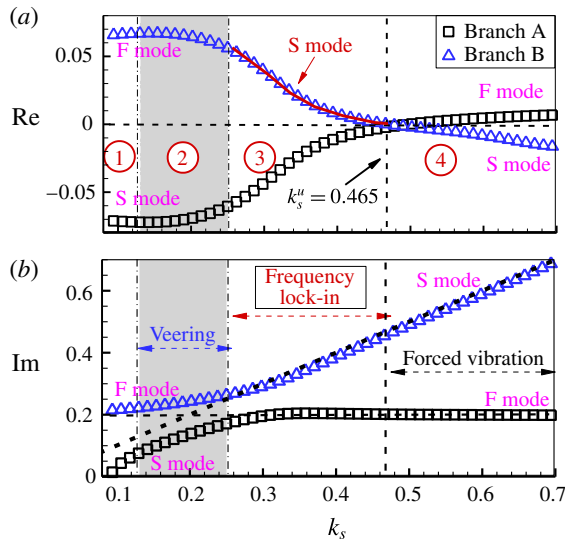 (a)
0.05
0
−0.05
Re
F mode
S mode
Branch A
Branch B
F mode
1
2
3
4
S mode
S mode
k_s^u = 0.465
(b)
0.6
0.4
0.2
0
Im
Frequency
lock-in
S mode
Veering
Forced vibration
F mode
F mode
S mode
0.1 0.2 0.3 0.4 0.5 0.6 0.7
k_s